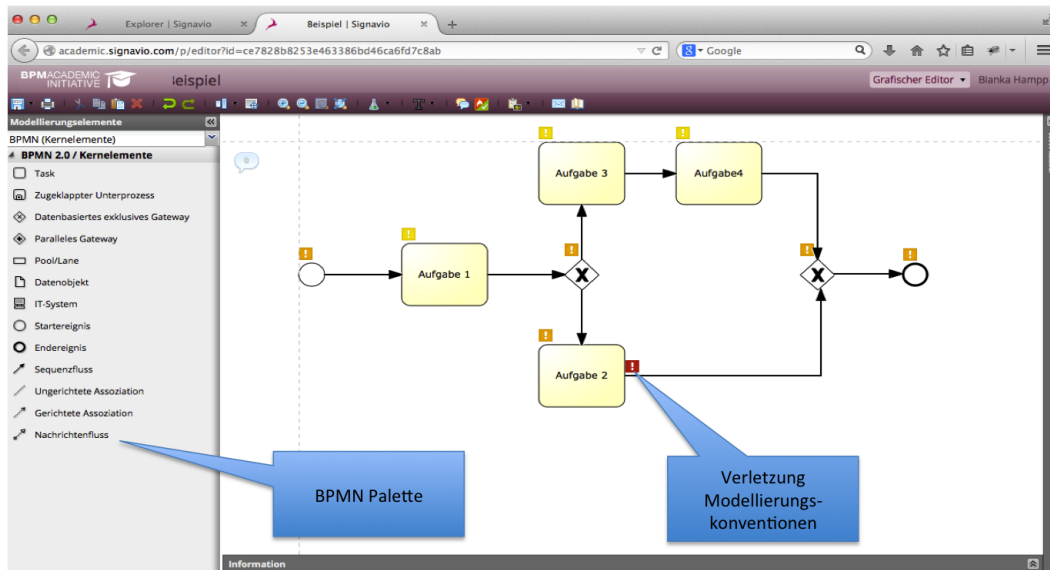 Explorer | Signavio
Beispiel | Signavio
academic.signavio.com/p/editor?id=ce7828b8253e463386bd46ca6fd7c8ab
8 Google
BPMACADEMIC
INITIATIVE
Beispiel
Grafischer Editor
Bianka Hampp
Modellierungselemente
BPMN (Kernelemente)
BPMN 2.0 / Kernelemente
Task
Zugeklappter Unterprozess
Datenbasiertes exklusives Gateway
Paralleles Gateway
Pool/Lane
Datenobjekt
IT-System
Startereignis
Endereignis
Sequenzfluss
Ungerichtete Assoziation
Gerichtete Assoziation
Nachrichtenfluss
0
!
!
Aufgabe 3
Aufgabe4
!
!
!
!
!
Aufgabe 1
X
X
!
!
Aufgabe 2
BPMN Palette
Verletzung
Modellierungs-
konventionen
Information